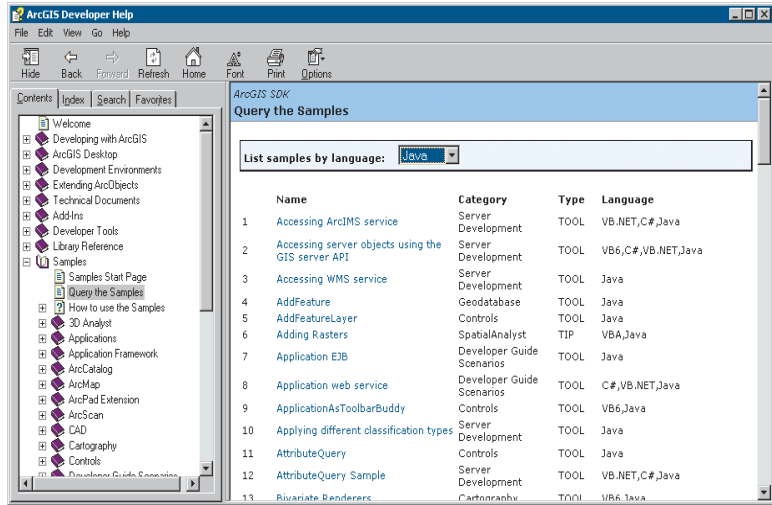 ArcGIS Developer Help
File Edit View Go Help
Hide Back Forward Refresh Home Font Print Options
Contents Index Search Favorites
Welcome
Developing with ArcGIS
ArcGIS Desktop
Development Environments
Extending ArcObjects
Technical Documents
Add-Ins
Developer Tools
Library Reference
Samples
Samples Start Page
Query the Samples
How to use the Samples
3D Analyst
Applications
Application Framework
ArcCatalog
ArcMap
ArcPad Extension
ArcScan
CAD
Cartography
Controls
Developer Guide Scenarios
ArcGIS SDK
Query the Samples
List samples by language: Java
Name Category Type Language
1 Accessing ArcIMS service Server Development TOOL VB.NET,C#,Java
2 Accessing server objects using the GIS server API Server Development TOOL VB6,C#,VB.NET,Java
3 Accessing WMS service Server Development TOOL Java
4 AddFeature Geodatabase TOOL Java
5 AddFeatureLayer Controls TOOL Java
6 Adding Rasters SpatialAnalyst TIP VBA,Java
7 Application EJB Developer Guide Scenarios TOOL Java
8 Application web service Developer Guide Scenarios TOOL C#,VB.NET,Java
9 ApplicationAsToolbarBuddy Controls TOOL VB6,Java
10 Applying different classification types Server Development TOOL Java
11 AttributeQuery Controls TOOL Java
12 AttributeQuery Sample Server Development TOOL VB.NET,C#,Java
13 Bivariate Renderers Cartography TOOL VB6,Java